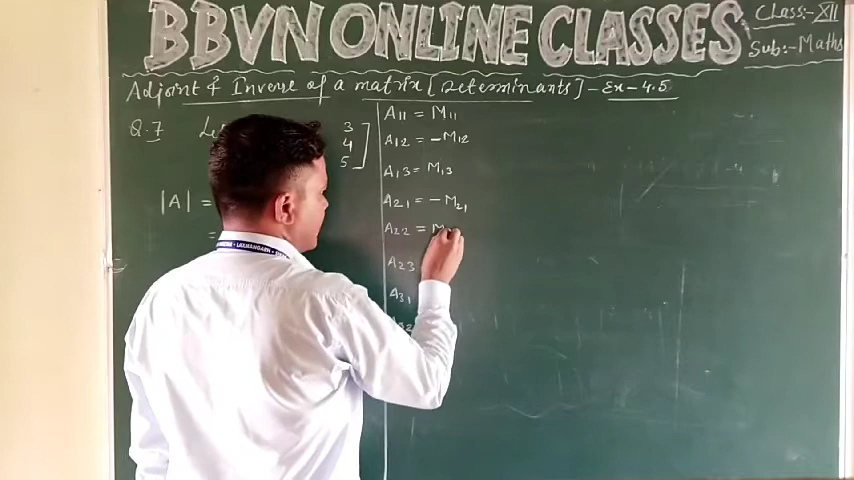 BBVN ONLINE CLASSES
Class:- XII
Sub:- Maths
Adjoint & Inverse of a matrix [Determinants] - Ex - 4.5
Q.7
3
4
5
|A| =
=
A11 = M11
A12 = -M12
A13 = M13
A21 = -M21
A22 = M
A23
A31
LAXMANGARH